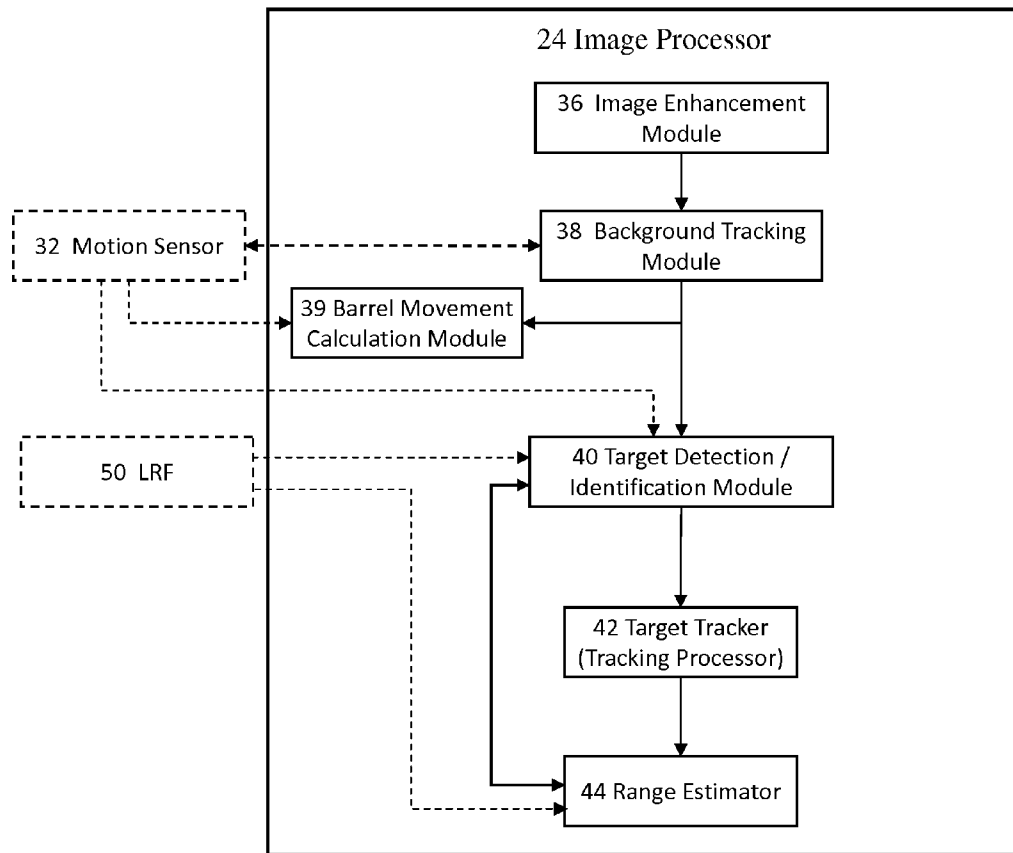 24 Image Processor
36 Image Enhancement
Module
32 Motion Sensor
38 Background Tracking
Module
39 Barrel Movement
Calculation Module
50 LRF
40 Target Detection /
Identification Module
42 Target Tracker
(Tracking Processor)
44 Range Estimator